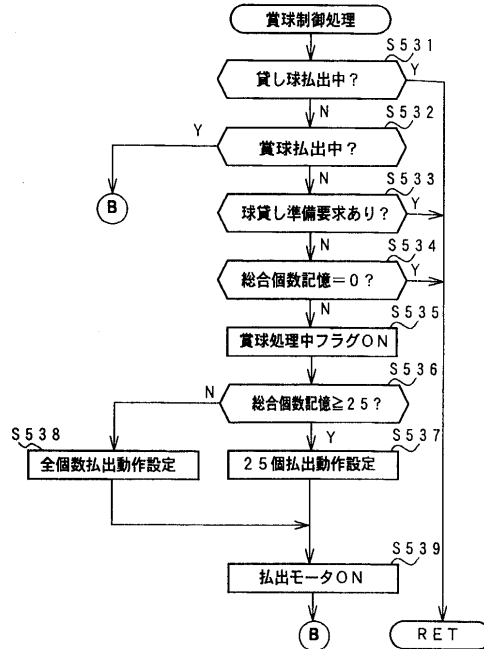 賞球制御処理
S531
貸し球払出中？
Y
N
S532
Y
賞球払出中？
N
S533
B
球貸し準備要求あり？
Y
N
S534
総合個数記憶＝０？
Y
N
S535
賞球処理中フラグＯＮ
S536
N
総合個数記憶≧２５？
S538
Y
S537
全個数払出動作設定
２５個払出動作設定
S539
払出モータＯＮ
B
ＲＥＴ